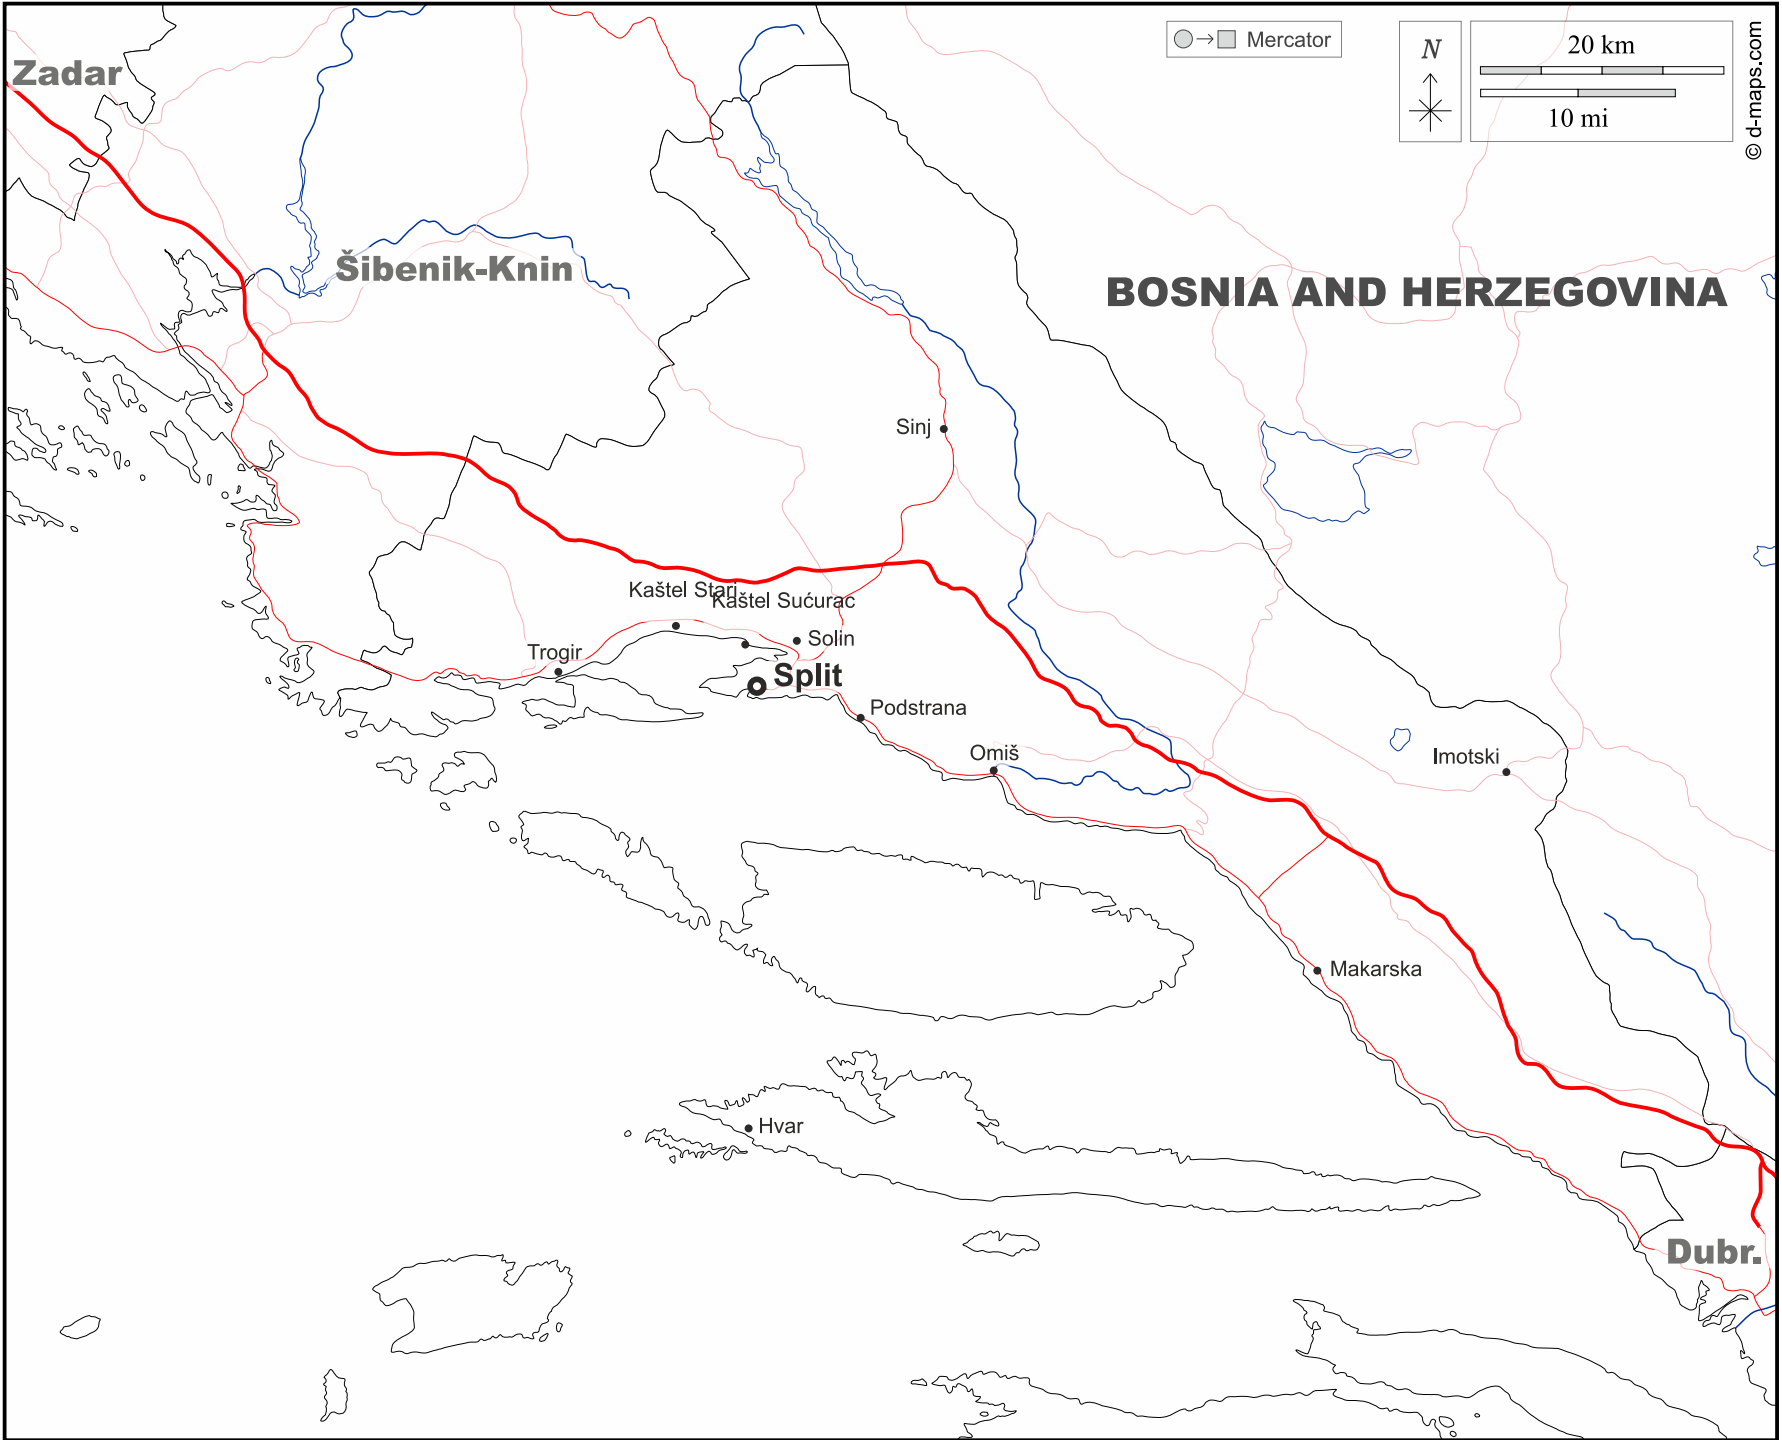 Mercator
N
20 km
10 mi
© d-maps.com
Zadar
Šibenik-Knin
BOSNIA AND HERZEGOVINA
Sinj
Kaštel Stari
Kaštel Sućurac
Solin
Trogir
Split
Podstrana
Omiš
Imotski
Makarska
Hvar
Dubr.